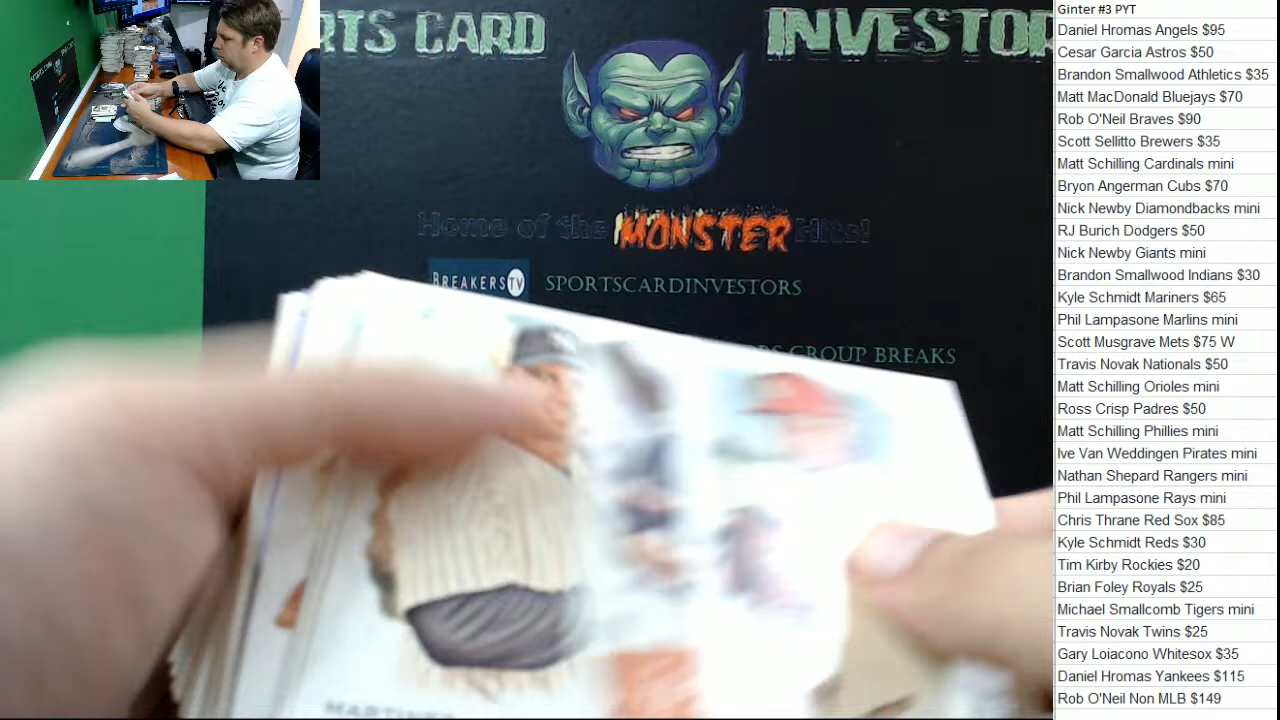 RTS CARD INVESTOR
Home of the MONSTER Hits!
BREAKERS TV SPORTSCARDINVESTORS
GROUP BREAKS
Ginter #3 PYT
Daniel Hromas Angels $95
Cesar Garcia Astros $50
Brandon Smallwood Athletics $35
Matt MacDonald Bluejays $70
Rob O'Neil Braves $90
Scott Sellitto Brewers $35
Matt Schilling Cardinals mini
Bryon Angerman Cubs $70
Nick Newby Diamondbacks mini
RJ Burich Dodgers $50
Nick Newby Giants mini
Brandon Smallwood Indians $30
Kyle Schmidt Mariners $65
Phil Lampasone Marlins mini
Scott Musgrave Mets $75 W
Travis Novak Nationals $50
Matt Schilling Orioles mini
Ross Crisp Padres $50
Matt Schilling Phillies mini
Ive Van Weddingen Pirates mini
Nathan Shepard Rangers mini
Phil Lampasone Rays mini
Chris Thrane Red Sox $85
Kyle Schmidt Reds $30
Tim Kirby Rockies $20
Brian Foley Royals $25
Michael Smallcomb Tigers mini
Travis Novak Twins $25
Gary Loiacono Whitesox $35
Daniel Hromas Yankees $115
Rob O'Neil Non MLB $149